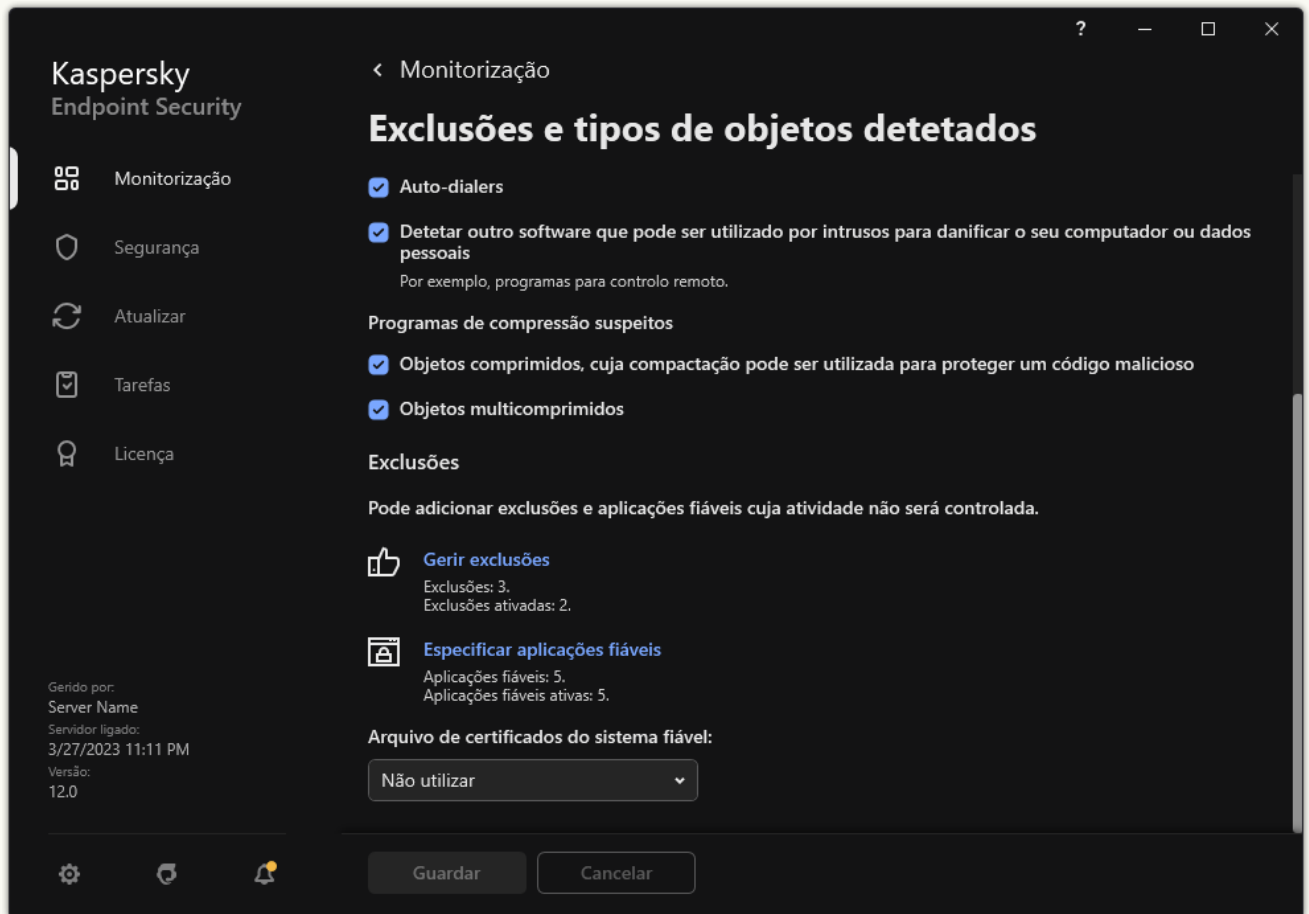 ?
Kaspersky
Endpoint Security
Monitorização
Segurança
Atualizar
Tarefas
Licença
Gerido por:
Server Name
Servidor ligado:
3/27/2023 11:11 PM
Versão:
12.0
Monitorização
Exclusões e tipos de objetos detetados
Auto-dialers
Detetar outro software que pode ser utilizado por intrusos para danificar o seu computador ou dados
pessoais
Por exemplo, programas para controlo remoto.
Programas de compressão suspeitos
Objetos comprimidos, cuja compactação pode ser utilizada para proteger um código malicioso
Objetos multicomprimidos
Exclusões
Pode adicionar exclusões e aplicações fiáveis cuja atividade não será controlada.
Gerir exclusões
Exclusões: 3.
Exclusões ativadas: 2.
Especificar aplicações fiáveis
Aplicações fiáveis: 5.
Aplicações fiáveis ativas: 5.
Arquivo de certificados do sistema fiável:
Não utilizar
Guardar
Cancelar